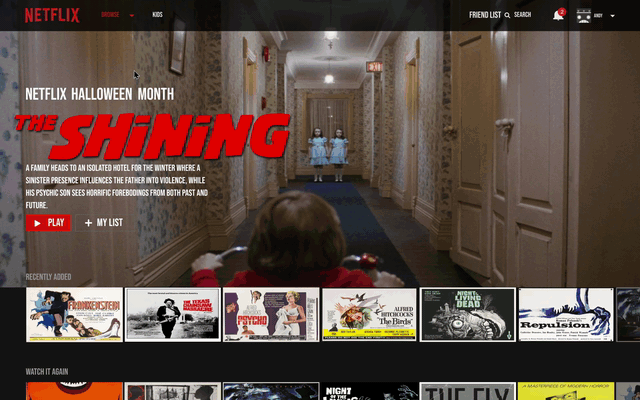 NETFLIX
BROWSE
KIDS
FRIEND LIST
SEARCH
2
ANDY
EXIT
NETFLIX HALLOWEEN MONTH
THE SHiNiNG
A FAMILY HEADS TO AN ISOLATED HOTEL FOR THE WINTER WHERE A
SINISTER PRESENCE INFLUENCES THE FATHER INTO VIOLENCE, WHILE
HIS PSYCHIC SON SEES HORRIFIC FOREBODINGS FROM BOTH PAST AND
FUTURE.
PLAY
+ MY LIST
RECENTLY ADDED
FRANKENSTEIN
THE TEXAS
CHAINSAW
MASSACRE
PSYCHO
ALFRED
HITCHCOCK'S
"The Birds"
NIGHT OF THE
LIVING
DEAD
Repulsion
WATCH IT AGAIN
NIGHT
OF THE
THE FLY
A MASTERPIECE OF MODERN HORROR